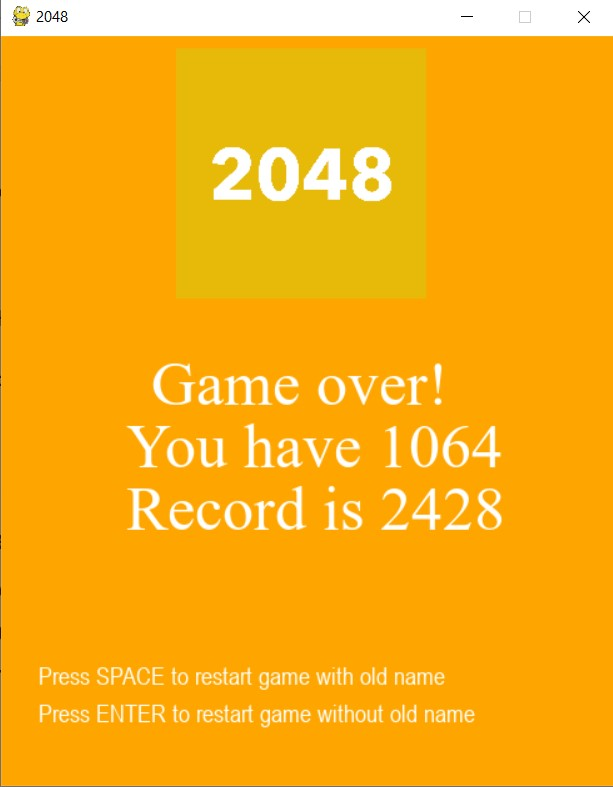 2048
2048
Game over!
You have 1064
Record is 2428
Press SPACE to restart game with old name
Press ENTER to restart game without old name